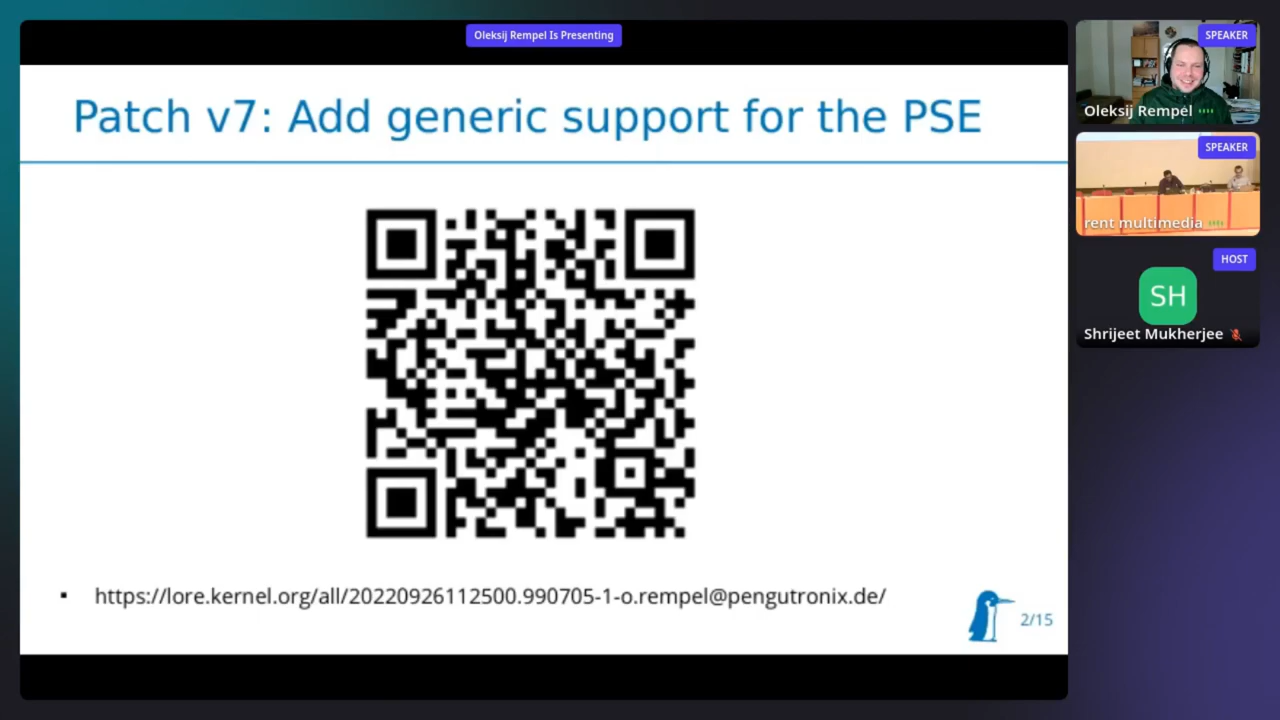 Oleksij Rempel Is Presenting
Patch v7: Add generic support for the PSE
▪ https://lore.kernel.org/all/20220926112500.990705-1-o.rempel@pengutronix.de/
2/15
SPEAKER
Oleksij Rempel
SPEAKER
rent multimedia
HOST
SH
Shrijeet Mukherjee